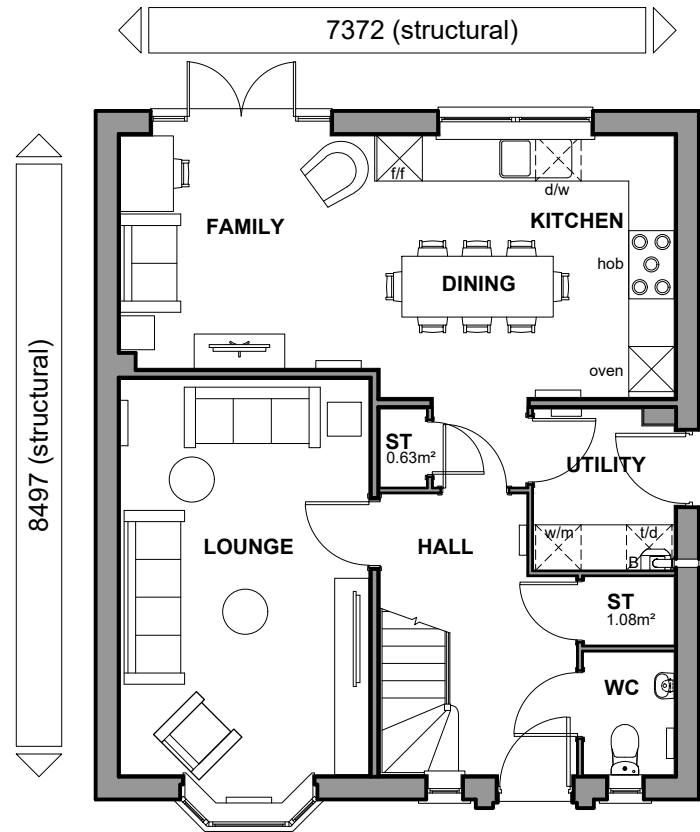 7372 (structural)
8497 (structural)
f/f
d/w
FAMILY
KITCHEN
hob
DINING
oven
ST
0.63m²
UTILITY
w/m
t/d
LOUNGE
HALL
B
ST
1.08m²
WC